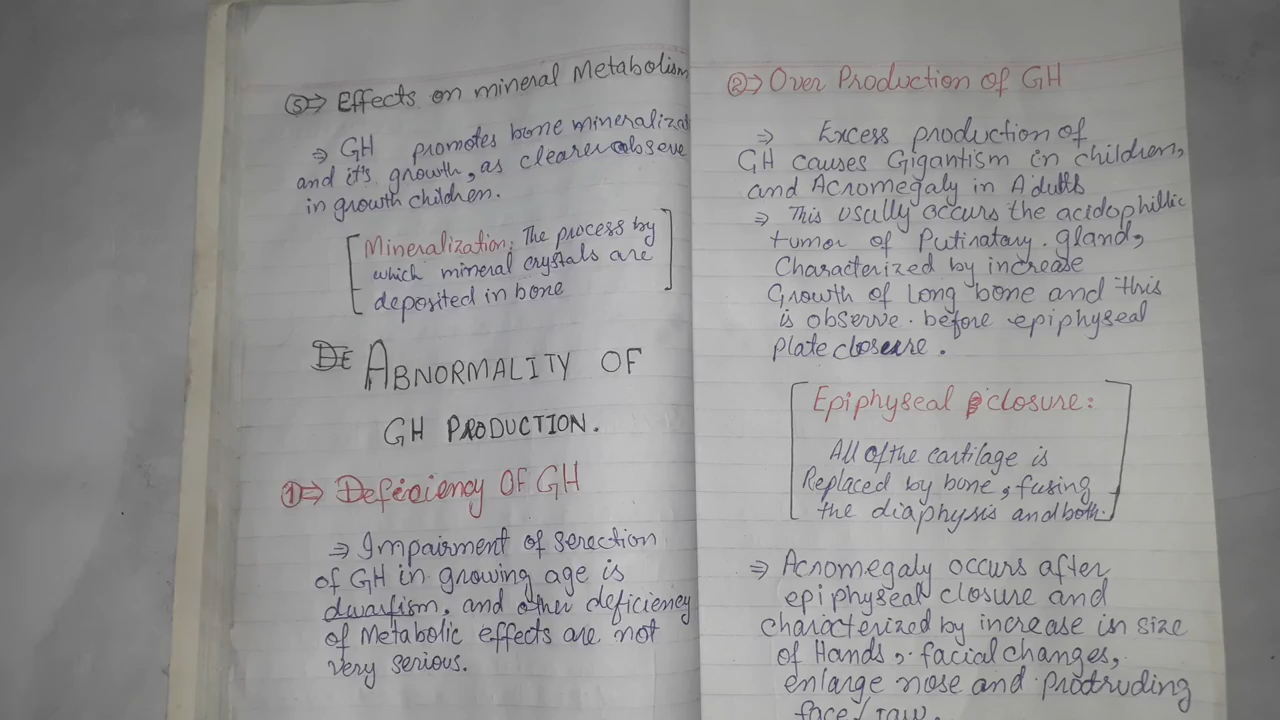 5⇒ Effects on mineral Metabolism
⇒ GH promotes bone mineralizat
and it's growth, as clearer observe
in growth children.
[Mineralization: The process by
which mineral crystals are
deposited in bone]
ABNORMALITY OF
GH PRODUCTION.
1⇒ Deficiency OF GH
⇒ Impairment of serection
of GH in growing age is
dwarfism. and other deficiency
of Metabolic effects are not
very serious.
2⇒ Over Production of GH
⇒ Excess production of
GH causes Gigantism in children,
and Acromegaly in Adults
⇒ This usally occurs the acidophillic
tumor of Putinatary. gland,
Characterized by increase
Growth of Long bone and this
is observe. before epiphyseal
plate closure.
[Epiphyseal closure:
All of the cartilage is
Replaced by bone, fusing
the diaphysis and both.]
⇒ Acromegaly occurs after
epiphyseal closure and
characterized by increase in size
of Hands, facial changes,
enlarge nose and protruding
face/Jaw.